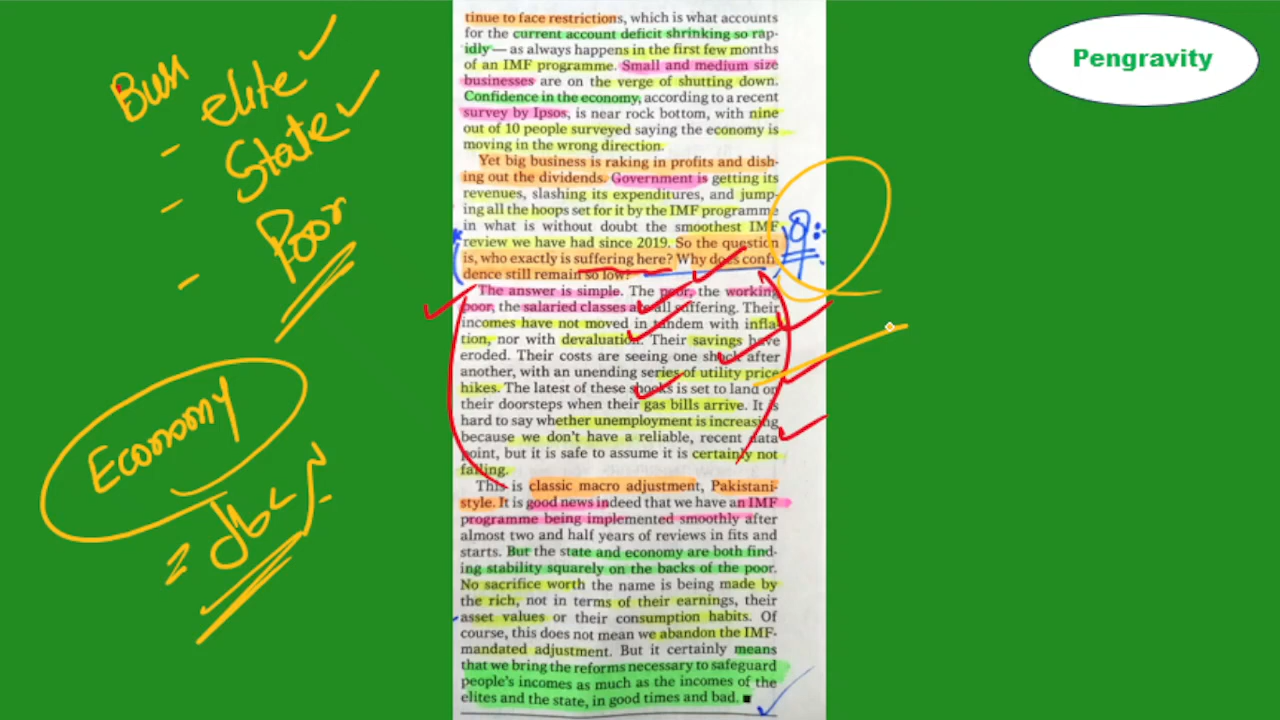 Pengravity
elite
State
Poor
Economy
tinue to face restrictions, which is what accounts
for the current account deficit shrinking so rap-
idly — as always happens in the first few months
of an IMF programme. Small and medium size
businesses are on the verge of shutting down.
Confidence in the economy, according to a recent
survey by Ipsos, is near rock bottom, with nine
out of 10 people surveyed saying the economy is
moving in the wrong direction.
Yet big business is raking in profits and dish-
ing out the dividends. Government is getting its
revenues, slashing its expenditures, and jump-
ing all the hoops set for it by the IMF programme
in what is without doubt the smoothest IMF
review we have had since 2019. So the question
is, who exactly is suffering here? Why does confi
dence still remain so low?
Q:
The answer is simple. The poor, the working
poor, the salaried classes are all suffering. Their
incomes have not moved in tandem with infla-
tion, nor with devaluation. Their savings have
eroded. Their costs are seeing one shock after
another, with an unending series of utility price
hikes. The latest of these shocks is set to land on
their doorsteps when their gas bills arrive. It is
hard to say whether unemployment is increasing
because we don't have a reliable, recent data
point, but it is safe to assume it is certainly not
falling.
This is classic macro adjustment, Pakistani-
style. It is good news indeed that we have an IMF
programme being implemented smoothly after
almost two and half years of reviews in fits and
starts. But the state and economy are both find-
ing stability squarely on the backs of the poor.
No sacrifice worth the name is being made by
the rich, not in terms of their earnings, their
asset values or their consumption habits. Of
course, this does not mean we abandon the IMF-
mandated adjustment. But it certainly means
that we bring the reforms necessary to safeguard
people's incomes as much as the incomes of the
elites and the state, in good times and bad. ■